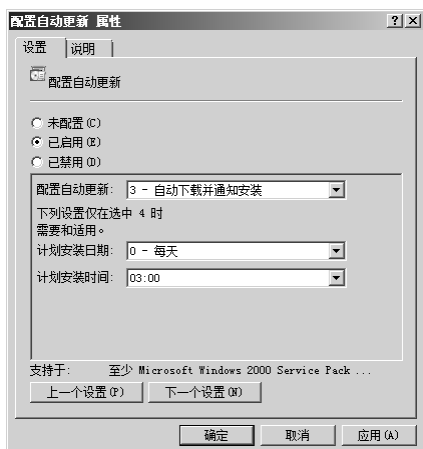 配置自动更新 属性
设置
说明
配置自动更新
未配置(C)
已启用(E)
已禁用(D)
配置自动更新: 3 - 自动下载并通知安装
下列设置仅在选中 4 时
需要和适用。
计划安装日期: 0 - 每天
计划安装时间: 03:00
支持于: 至少 Microsoft Windows 2000 Service Pack ...
上一个设置(P)
下一个设置(N)
确定
取消
应用(A)